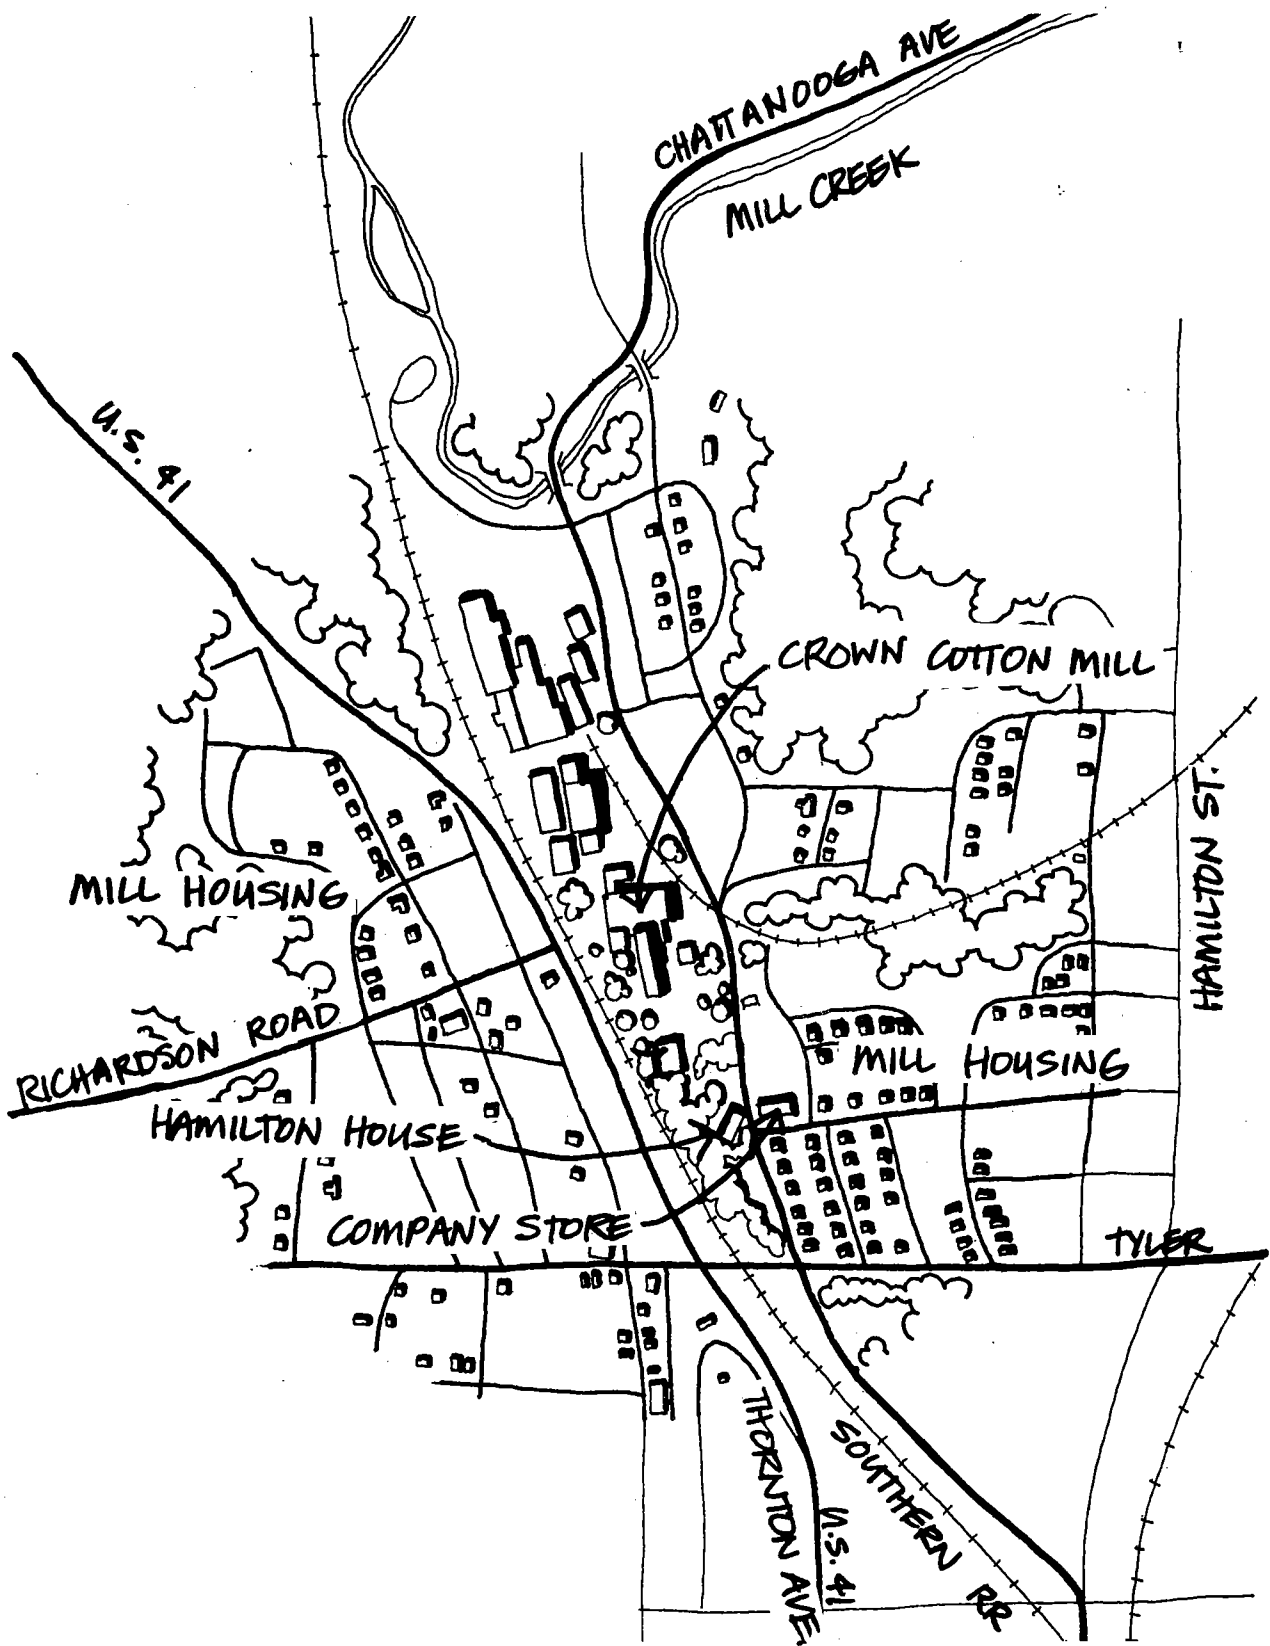 CHATTANOOGA AVE
MILL CREEK
U.S. 41
CROWN COTTON MILL
HAMILTON ST.
MILL HOUSING
RICHARDSON ROAD
MILL HOUSING
HAMILTON HOUSE
COMPANY STORE
TYLER
THORNTON AVE.
U.S. 41
SOUTHERN RR